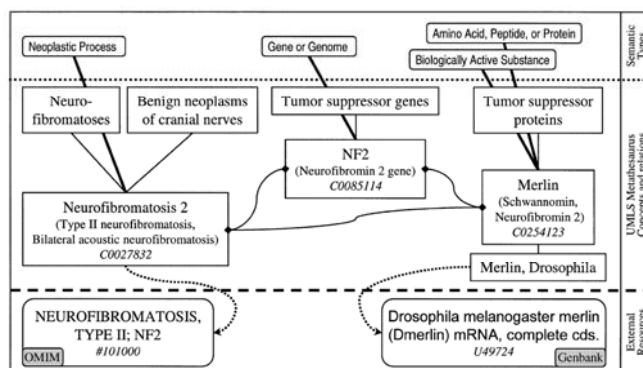 Neoplastic Process
Gene or Genome
Amino Acid, Peptide, or Protein
Biologically Active Substance
Semantic
Types
Neuro-
fibromatoses
Benign neoplasms
of cranial nerves
Tumor suppressor genes
Tumor suppressor
proteins
NF2
(Neurofibromin 2 gene)
C0085114
Neurofibromatosis 2
(Type II neurofibromatosis,
Bilateral acoustic neurofibromatosis)
C0027832
Merlin
(Schwannomin,
Neurofibromin 2)
C0254123
Merlin, Drosophila
UMLS Metathesaurus
Concepts and relations
NEUROFIBROMATOSIS,
TYPE II; NF2
#101000
OMIM
Drosophila melanogaster merlin
(Dmerlin) mRNA, complete cds.
U49724
Genbank
External
Resources